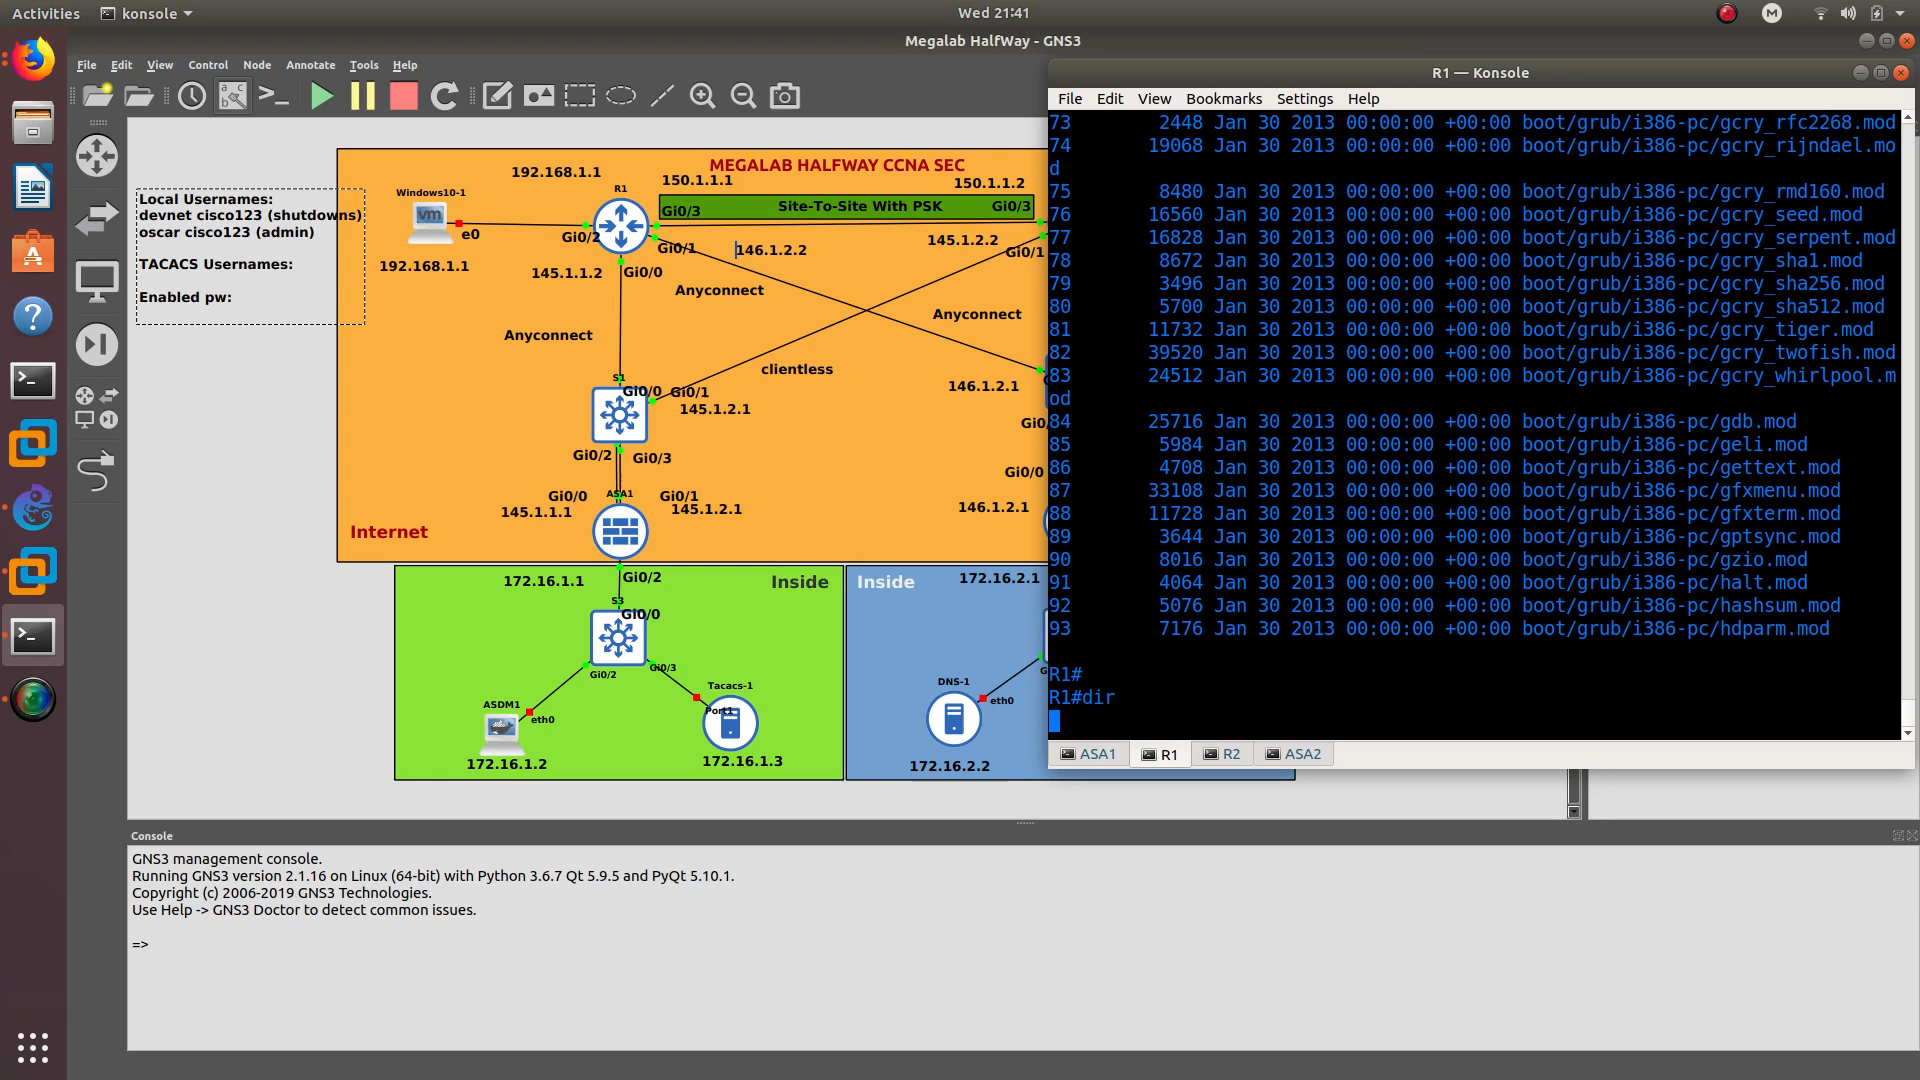 Activities konsole Wed 21:41
M
Megalab HalfWay - GNS3
File Edit View Control Node Annotate Tools Help
Local Usernames:
devnet cisco123 (shutdowns)
oscar cisco123 (admin)
TACACS Usernames:
Enabled pw:
MEGALAB HALFWAY CCNA SEC
192.168.1.1
R1
150.1.1.1
150.1.1.2
Windows10-1
vm
e0
Gi0/3
Site-To-Site With PSK
Gi0/3
Gi0/2
Gi0/1
146.1.2.2
145.1.2.2
Gi0/1
192.168.1.1
145.1.1.2
Gi0/0
Anyconnect
Anyconnect
Anyconnect
clientless
S1
Gi0/0
Gi0/1
145.1.2.1
146.1.2.1
Gi0/2
Gi0/3
Gi0/0
Gi0/0
ASA1
Gi0/1
145.1.1.1
145.1.2.1
146.1.2.1
Internet
172.16.1.1
Gi0/2
Inside
Inside
172.16.2.1
S3
Gi0/0
Gi0/2
Gi0/3
ASDM1
eth0
172.16.1.2
Tacacs-1
Port1
172.16.1.3
DNS-1
eth0
172.16.2.2
R1 — Konsole
File Edit View Bookmarks Settings Help
73 2448 Jan 30 2013 00:00:00 +00:00 boot/grub/i386-pc/gcry_rfc2268.mod
74 19068 Jan 30 2013 00:00:00 +00:00 boot/grub/i386-pc/gcry_rijndael.mo
d
75 8480 Jan 30 2013 00:00:00 +00:00 boot/grub/i386-pc/gcry_rmd160.mod
76 16560 Jan 30 2013 00:00:00 +00:00 boot/grub/i386-pc/gcry_seed.mod
77 16828 Jan 30 2013 00:00:00 +00:00 boot/grub/i386-pc/gcry_serpent.mod
78 8672 Jan 30 2013 00:00:00 +00:00 boot/grub/i386-pc/gcry_sha1.mod
79 3496 Jan 30 2013 00:00:00 +00:00 boot/grub/i386-pc/gcry_sha256.mod
80 5700 Jan 30 2013 00:00:00 +00:00 boot/grub/i386-pc/gcry_sha512.mod
81 11732 Jan 30 2013 00:00:00 +00:00 boot/grub/i386-pc/gcry_tiger.mod
82 39520 Jan 30 2013 00:00:00 +00:00 boot/grub/i386-pc/gcry_twofish.mod
83 24512 Jan 30 2013 00:00:00 +00:00 boot/grub/i386-pc/gcry_whirlpool.m
od
84 25716 Jan 30 2013 00:00:00 +00:00 boot/grub/i386-pc/gdb.mod
85 5984 Jan 30 2013 00:00:00 +00:00 boot/grub/i386-pc/geli.mod
86 4708 Jan 30 2013 00:00:00 +00:00 boot/grub/i386-pc/gettext.mod
87 33108 Jan 30 2013 00:00:00 +00:00 boot/grub/i386-pc/gfxmenu.mod
88 11728 Jan 30 2013 00:00:00 +00:00 boot/grub/i386-pc/gfxterm.mod
89 3644 Jan 30 2013 00:00:00 +00:00 boot/grub/i386-pc/gptsync.mod
90 8016 Jan 30 2013 00:00:00 +00:00 boot/grub/i386-pc/gzio.mod
91 4064 Jan 30 2013 00:00:00 +00:00 boot/grub/i386-pc/halt.mod
92 5076 Jan 30 2013 00:00:00 +00:00 boot/grub/i386-pc/hashsum.mod
93 7176 Jan 30 2013 00:00:00 +00:00 boot/grub/i386-pc/hdparm.mod
R1#
R1#dir
ASA1 R1 R2 ASA2
Console
GNS3 management console.
Running GNS3 version 2.1.16 on Linux (64-bit) with Python 3.6.7 Qt 5.9.5 and PyQt 5.10.1.
Copyright (c) 2006-2019 GNS3 Technologies.
Use Help -> GNS3 Doctor to detect common issues.
=>